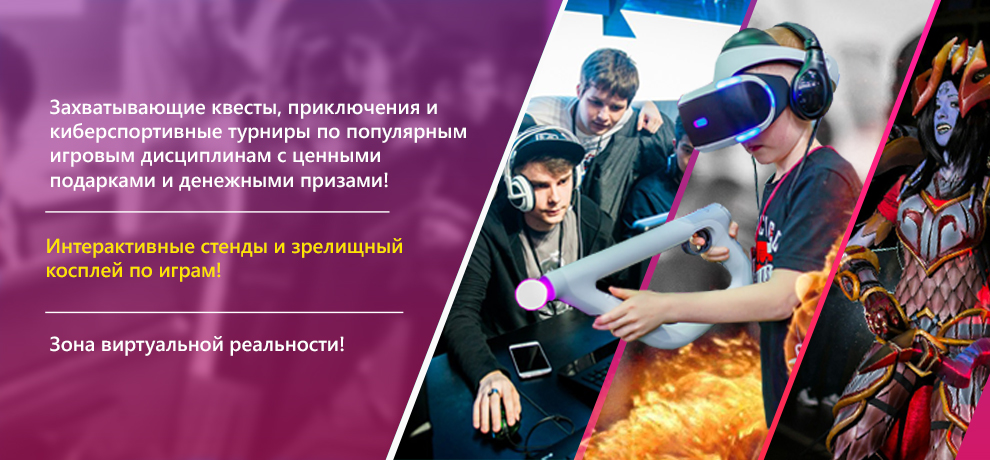 Захватывающие квесты, приключения и
киберспортивные турниры по популярным
игровым дисциплинам с ценными
подарками и денежными призами!
Интерактивные стенды и зрелищный
косплей по играм!
Зона виртуальной реальности!